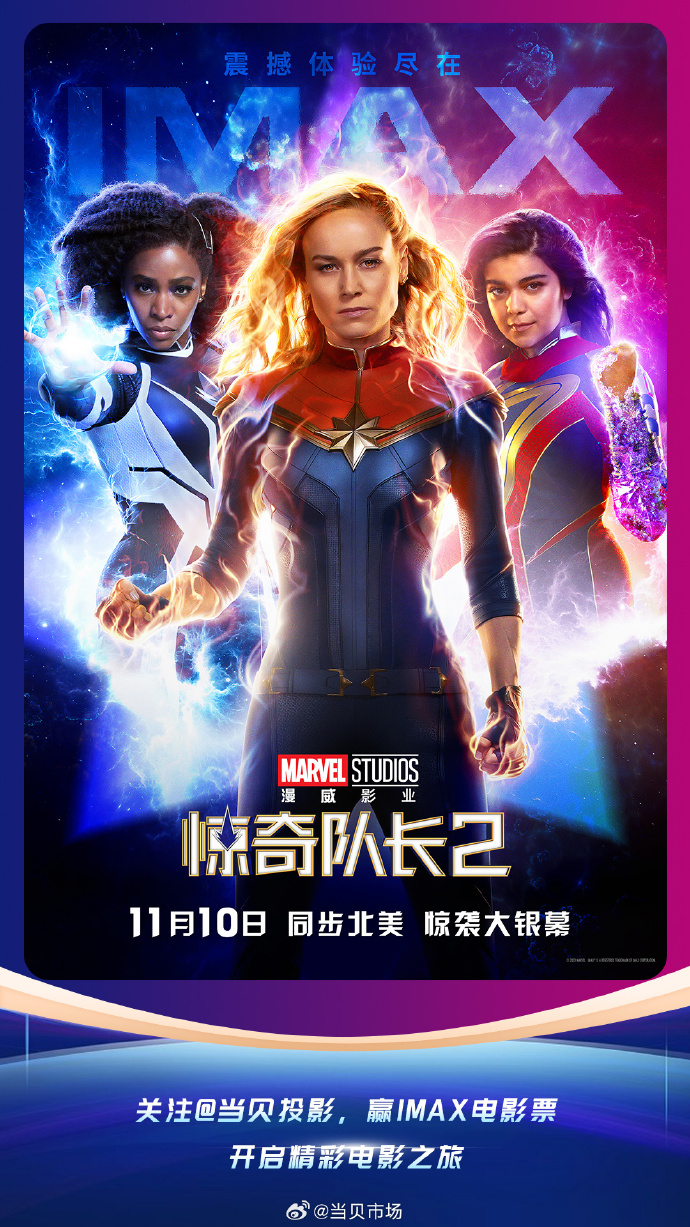 震撼体验尽在
IMAX
MARVEL STUDIOS
漫威影业
惊奇队长2
11月10日 同步北美 惊袭大银幕
关注@当贝投影，赢IMAX电影票
开启精彩电影之旅
@当贝市场